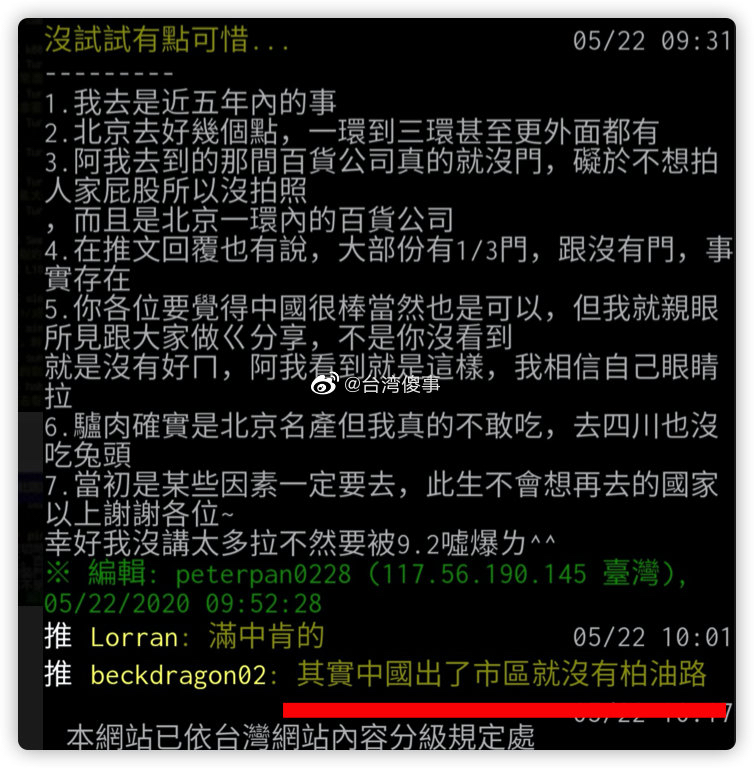 沒試試有點可惜... 05/22 09:31
---------
1.我去是近五年內的事
2.北京去好幾個點，一環到三環甚至更外面都有
3.阿我去到的那間百貨公司真的就沒門，礙於不想拍
人家屁股所以沒拍照
，而且是北京一環內的百貨公司
4.在推文回覆也有說，大部份有1/3門，跟沒有門，事
實存在
5.你各位要覺得中國很棒當然也是可以，但我就親眼
所見跟大家做ㄍ分享，不是你沒看到
就是沒有好ㄇ，阿我看到就是這樣，我相信自己眼睛
拉
@台湾傻事
6.驢肉確實是北京名產但我真的不敢吃，去四川也沒
吃兔頭
7.當初是某些因素一定要去，此生不會想再去的國家
以上謝謝各位~
幸好我沒講太多拉不然要被9.2噓爆ㄌ^^
※ 編輯: peterpan0228 (117.56.190.145 臺灣),
05/22/2020 09:52:28
推 Lorran: 滿中肯的 05/22 10:01
推 beckdragon02: 其實中國出了市區就沒有柏油路
05/22 10:17
本網站已依台灣網站內容分級規定處